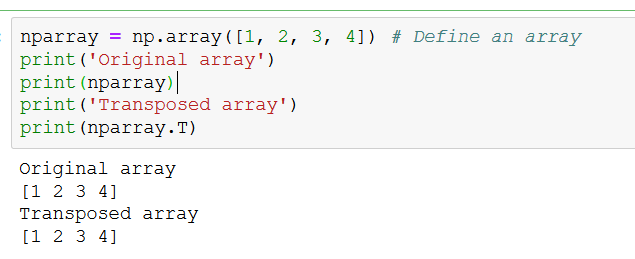 nparray = np.array([1, 2, 3, 4]) # Define an array
print('Original array')
print(nparray)
print('Transposed array')
print(nparray.T)
Original array
[1 2 3 4]
Transposed array
[1 2 3 4]